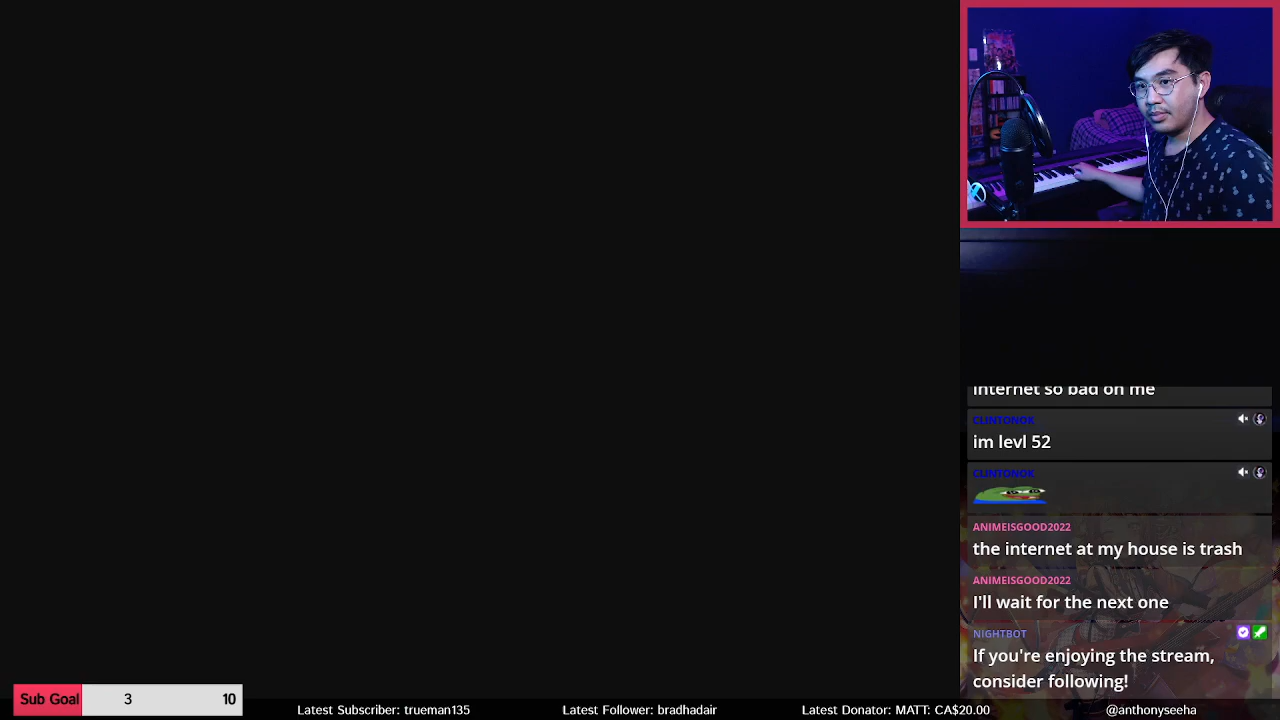 internet so bad on me
CLINTONOK
im levl 52
CLINTONOK
ANIMEISGOOD2022
the internet at my house is trash
ANIMEISGOOD2022
I'll wait for the next one
NIGHTBOT
If you're enjoying the stream,
consider following!
Sub Goal 3 10
Latest Subscriber: trueman135 Latest Follower: bradhadair Latest Donator: MATT: CA$20.00 @anthonyseeha